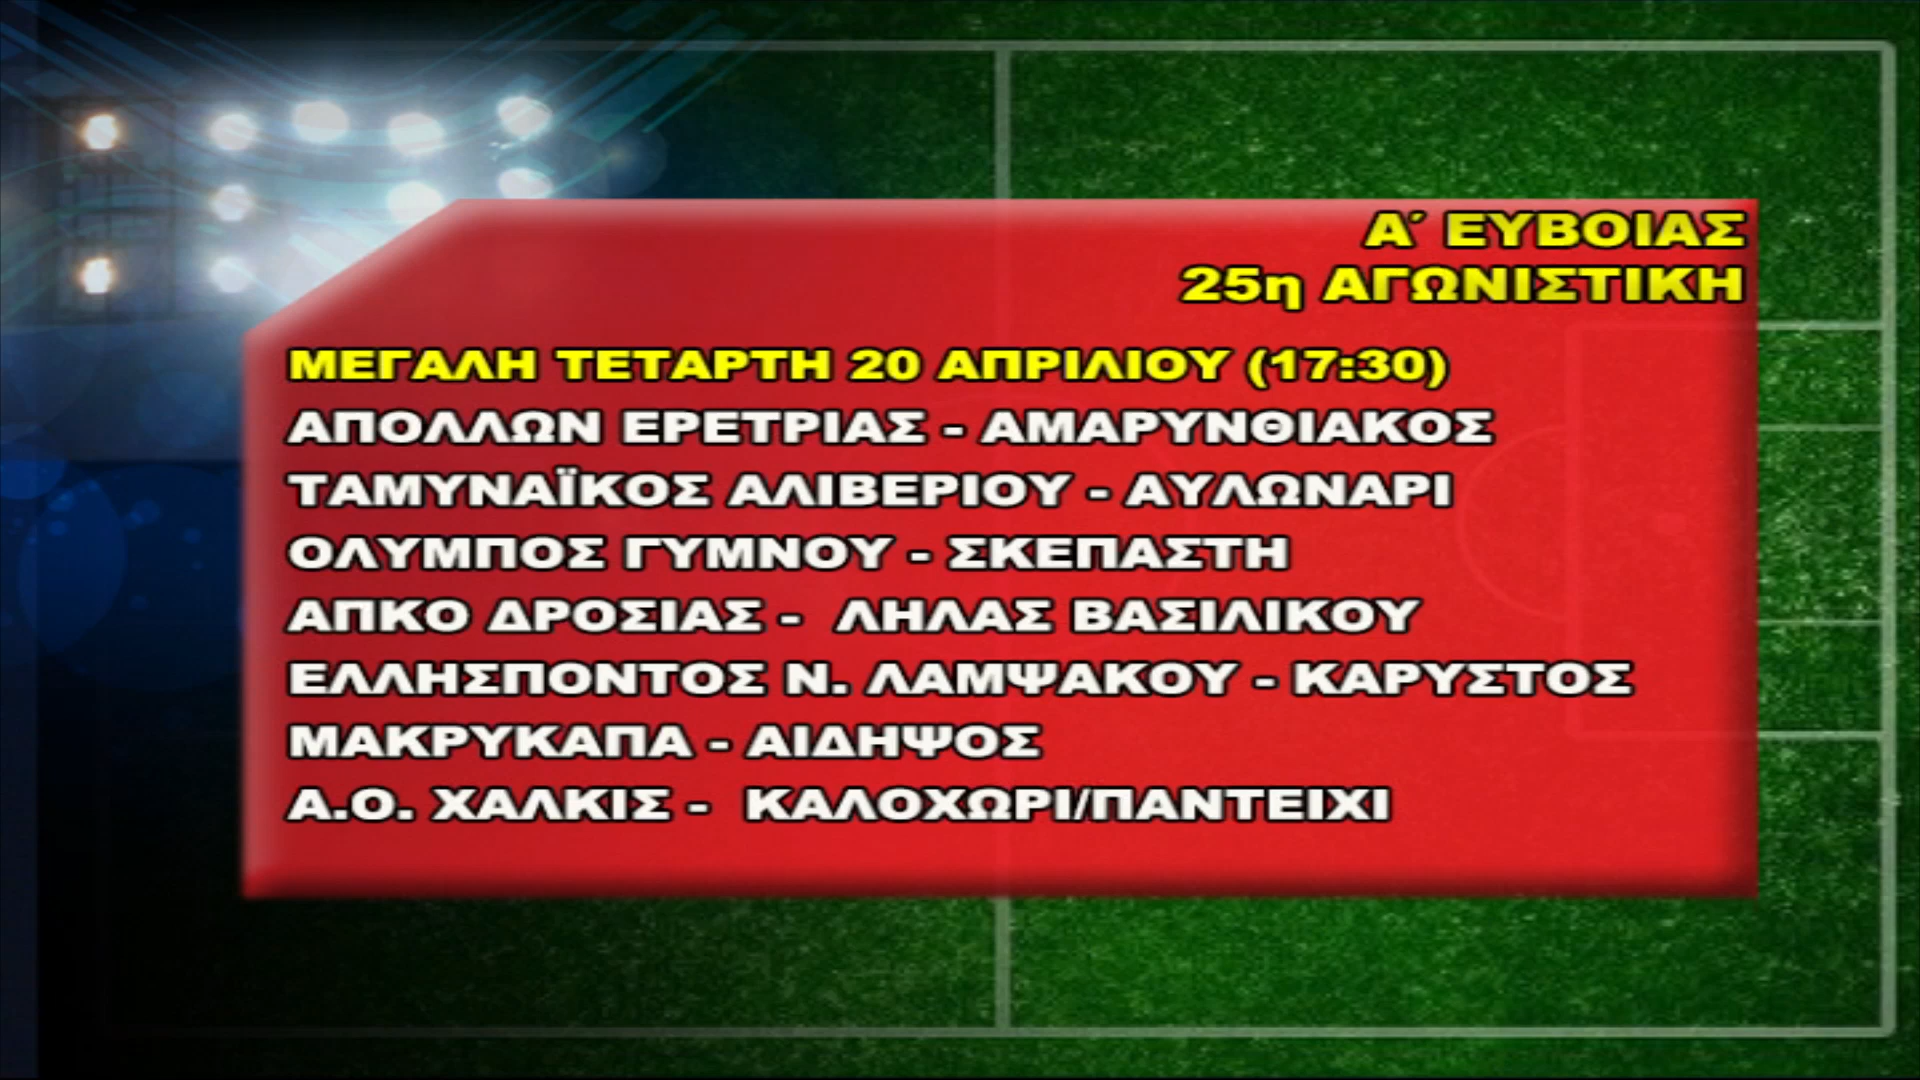 Α΄ ΕΥΒΟΙΑΣ
25η ΑΓΩΝΙΣΤΙΚΗ
ΜΕΓΑΛΗ ΤΕΤΑΡΤΗ 20 ΑΠΡΙΛΙΟΥ (17:30)
ΑΠΟΛΛΩΝ ΕΡΕΤΡΙΑΣ - ΑΜΑΡΥΝΘΙΑΚΟΣ
ΤΑΜΥΝΑΪΚΟΣ ΑΛΙΒΕΡΙΟΥ - ΑΥΛΩΝΑΡΙ
ΟΛΥΜΠΟΣ ΓΥΜΝΟΥ - ΣΚΕΠΑΣΤΗ
ΑΠΚΟ ΔΡΟΣΙΑΣ - ΛΗΛΑΣ ΒΑΣΙΛΙΚΟΥ
ΕΛΛΗΣΠΟΝΤΟΣ Ν. ΛΑΜΨΑΚΟΥ - ΚΑΡΥΣΤΟΣ
ΜΑΚΡΥΚΑΠΑ - ΑΙΔΗΨΟΣ
Α.Ο. ΧΑΛΚΙΣ - ΚΑΛΟΧΩΡΙ/ΠΑΝΤΕΙΧΙ